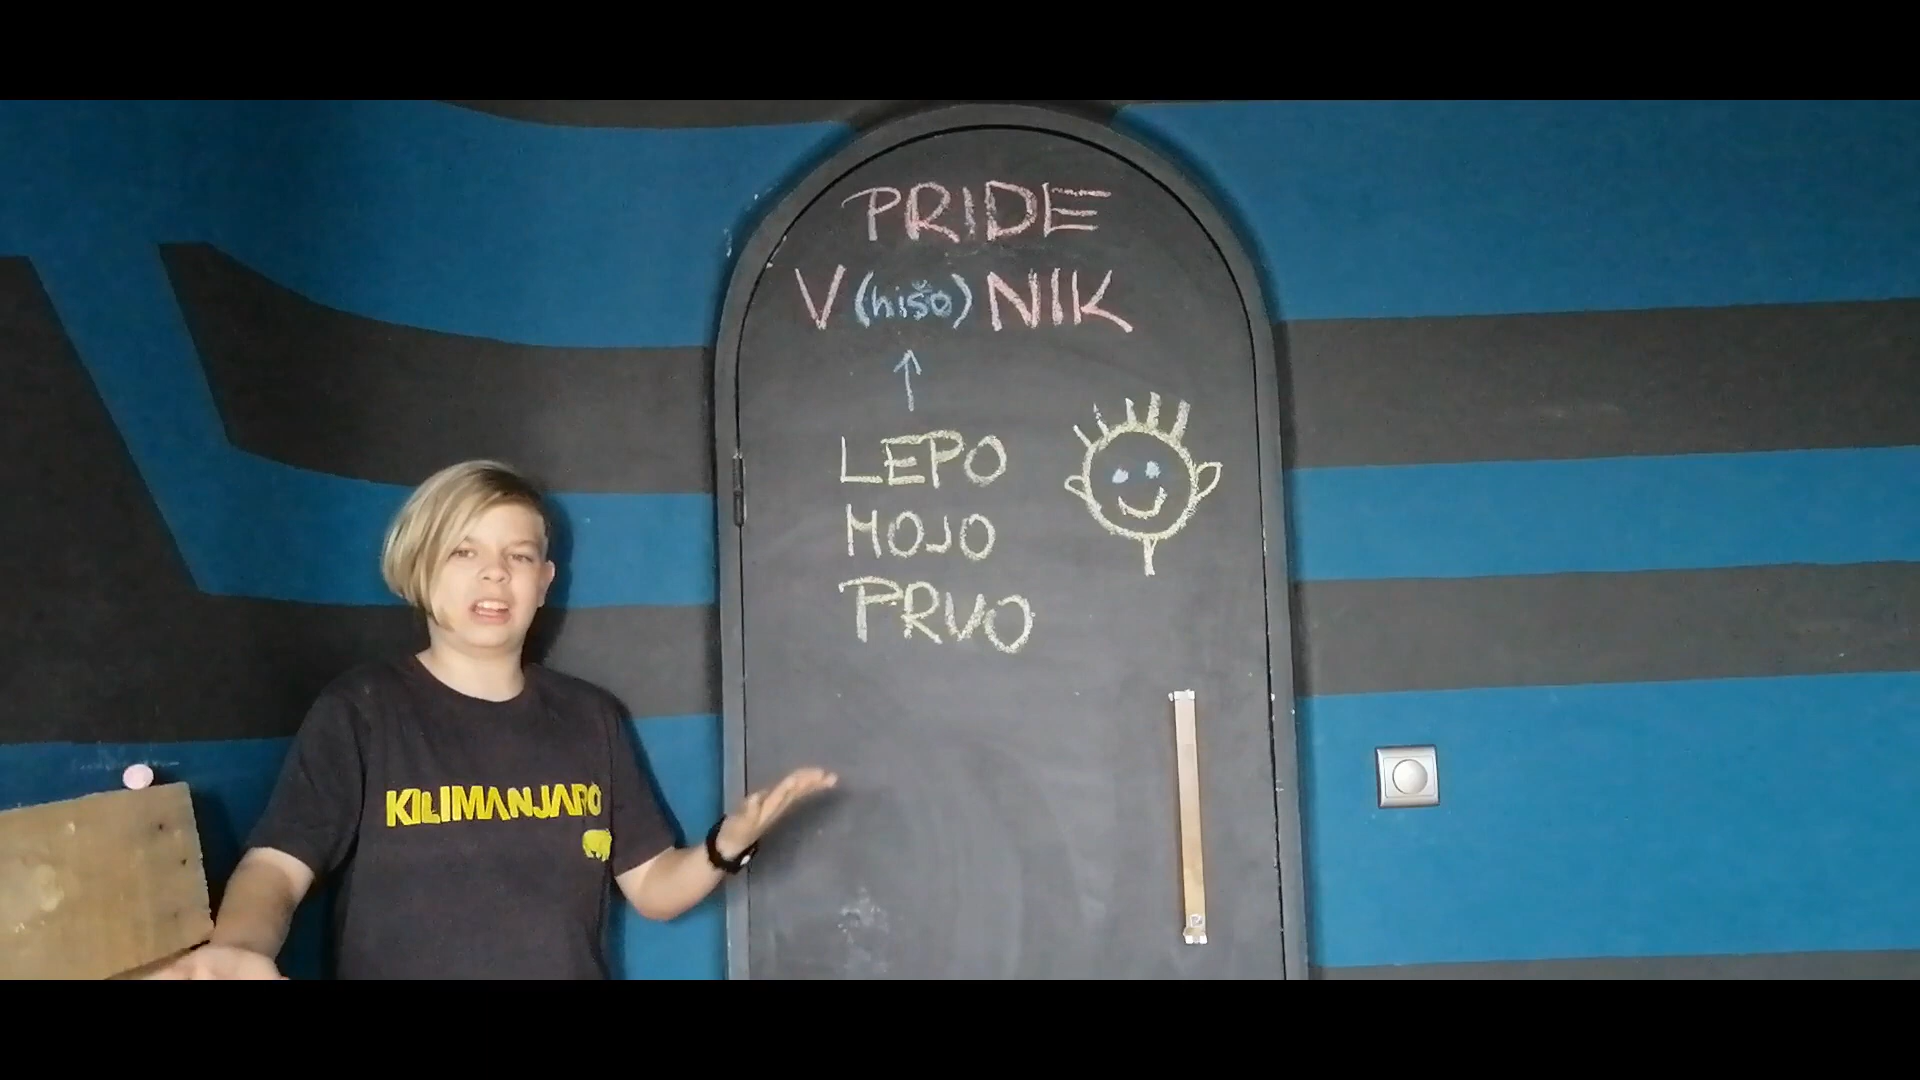 PRIDE
V (hišo) NIK
LEPO
MOJO
PRVO
KILIMANJARO